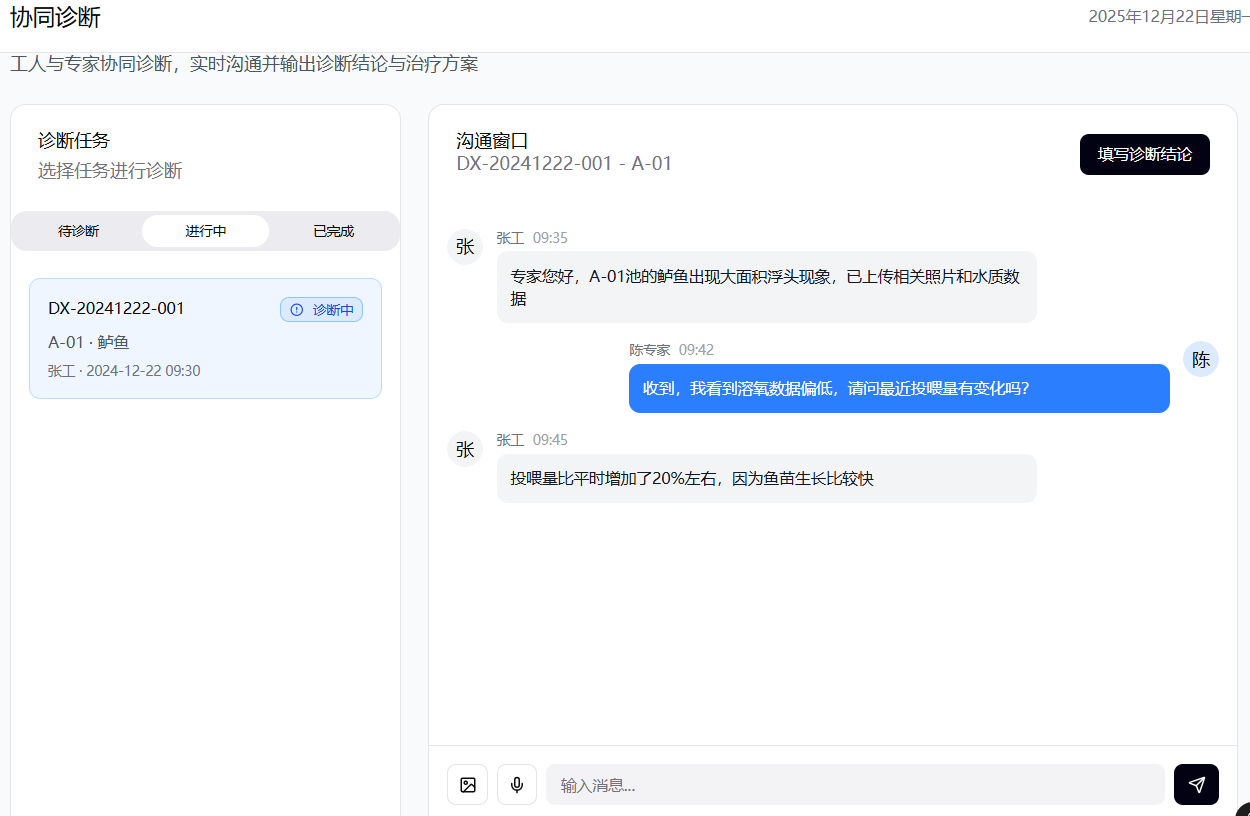 协同诊断
2025年12月22日星期一
工人与专家协同诊断，实时沟通并输出诊断结论与治疗方案
诊断任务
选择任务进行诊断
待诊断
进行中
已完成
DX-20241222-001
诊断中
A-01 · 鲈鱼
张工 · 2024-12-22 09:30
沟通窗口
DX-20241222-001 - A-01
填写诊断结论
张
张工 09:35
专家您好，A-01池的鲈鱼出现大面积浮头现象，已上传相关照片和水质数
据
陈专家 09:42
陈
收到，我看到溶氧数据偏低，请问最近投喂量有变化吗？
张
张工 09:45
投喂量比平时增加了20%左右，因为鱼苗生长比较快
输入消息...